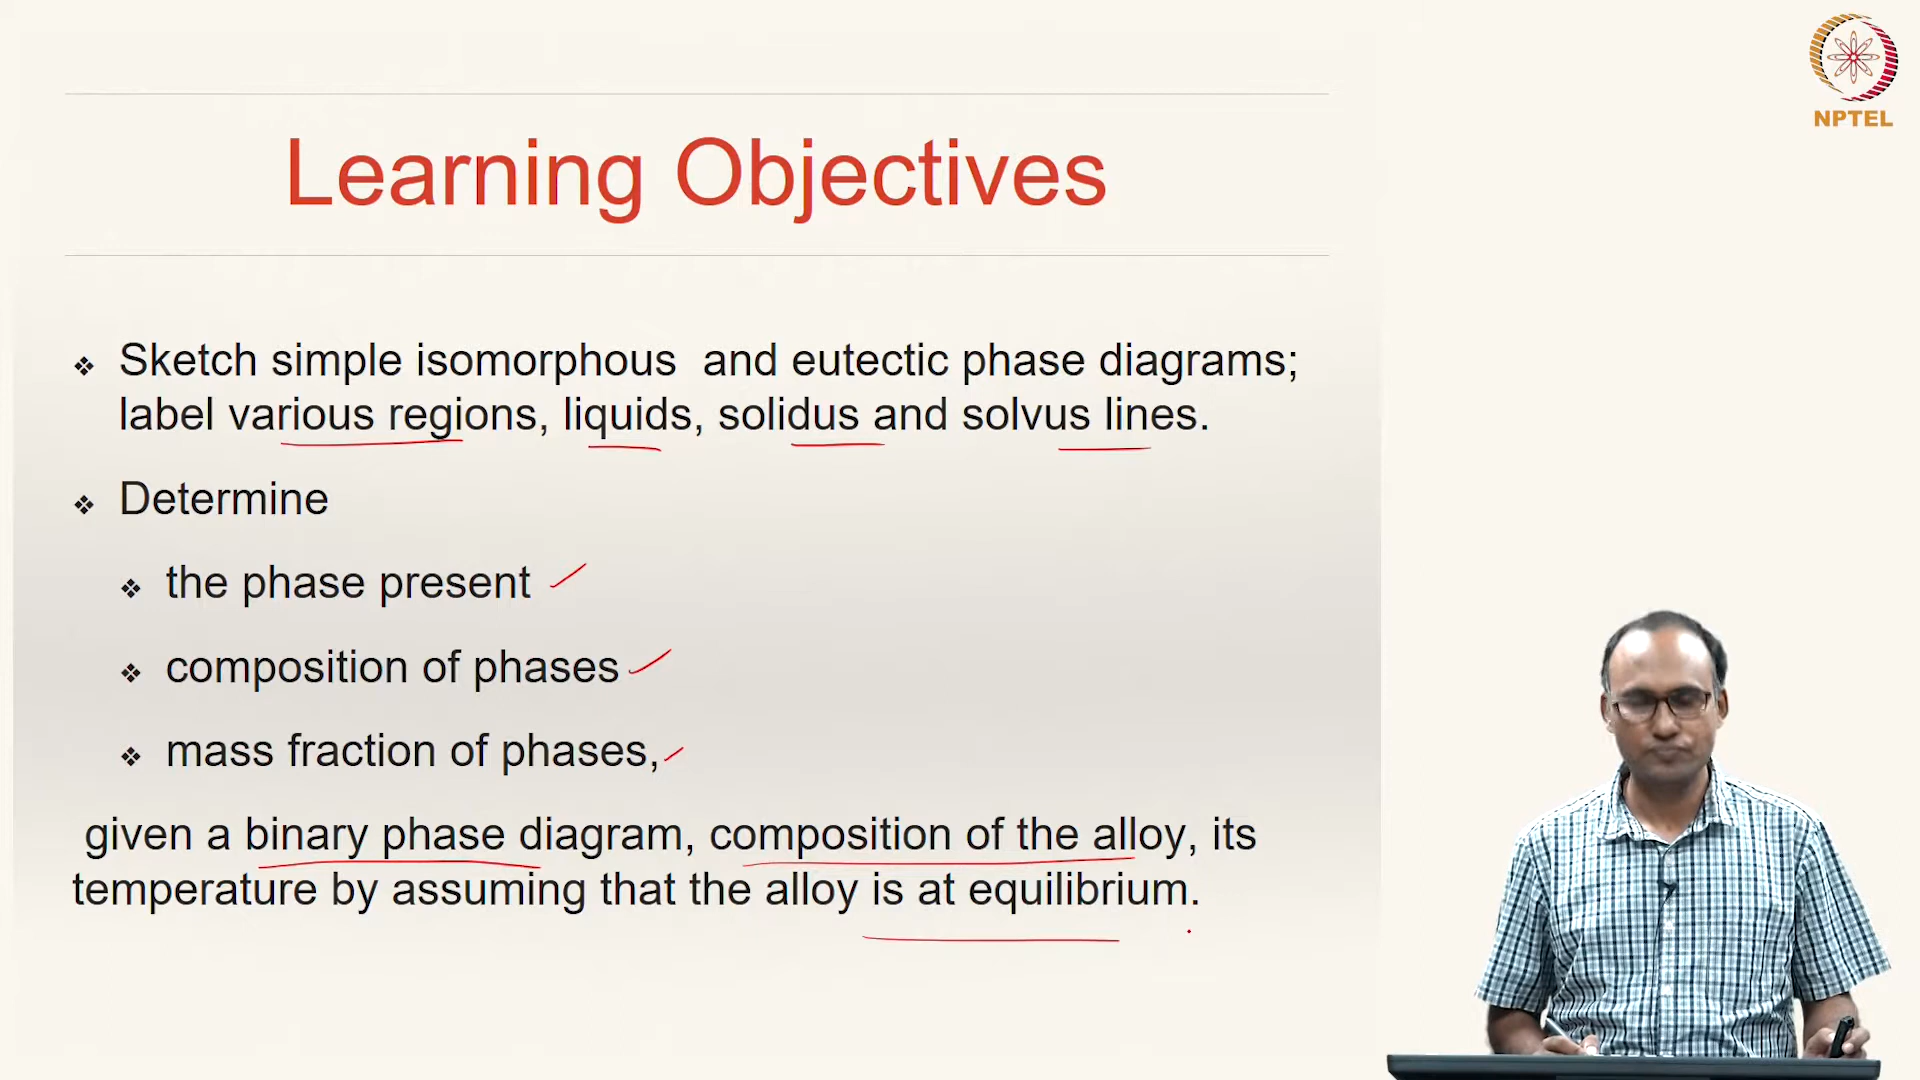 NPTEL
Learning Objectives
Sketch simple isomorphous and eutectic phase diagrams;
label various regions, liquids, solidus and solvus lines.
Determine
the phase present
composition of phases
mass fraction of phases,
given a binary phase diagram, composition of the alloy, its
temperature by assuming that the alloy is at equilibrium.